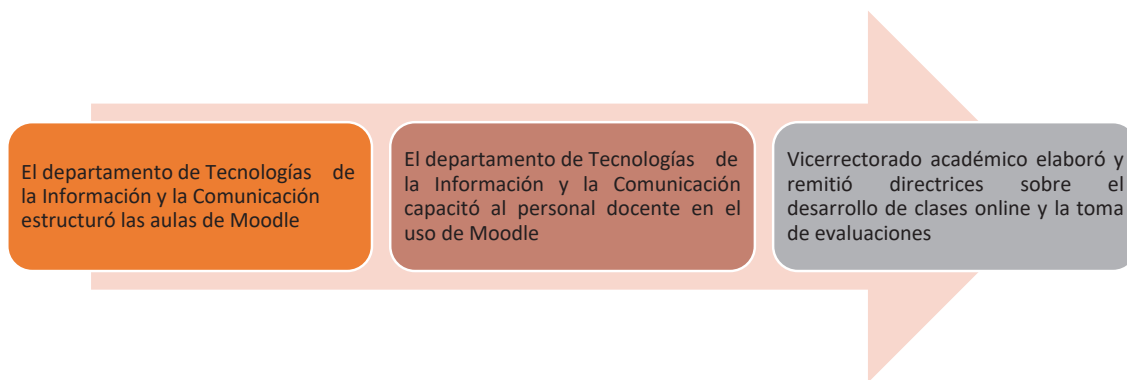 El departamento de Tecnologías de
la Información y la Comunicación
estructuró las aulas de Moodle
El departamento de Tecnologías de
la Información y la Comunicación
capacitó al personal docente en el
uso de Moodle
Vicerrectorado académico elaboró y
remitió directrices sobre el
desarrollo de clases online y la toma
de evaluaciones